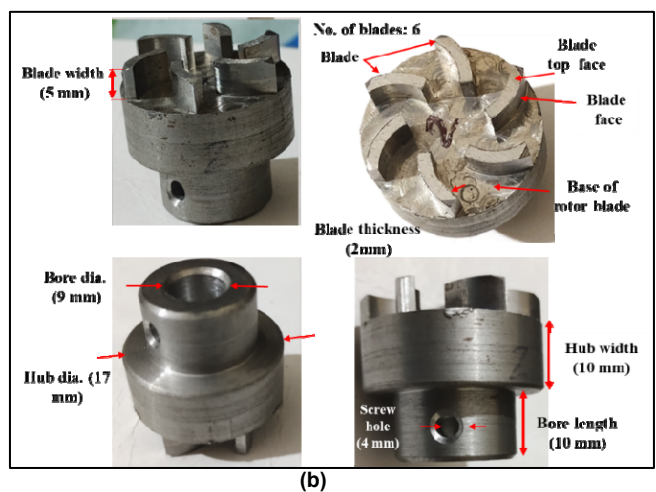 No. of blades: 6
Blade width
(5 mm)
Blade
Blade
top face
Blade
face
Base of
rotor blade
Blade thickness
(2mm)
Bore dia.
(9 mm)
Hub dia. (17
mm)
Hub width
(10 mm)
Screw
hole
(4 mm)
Bore length
(10 mm)
(b)